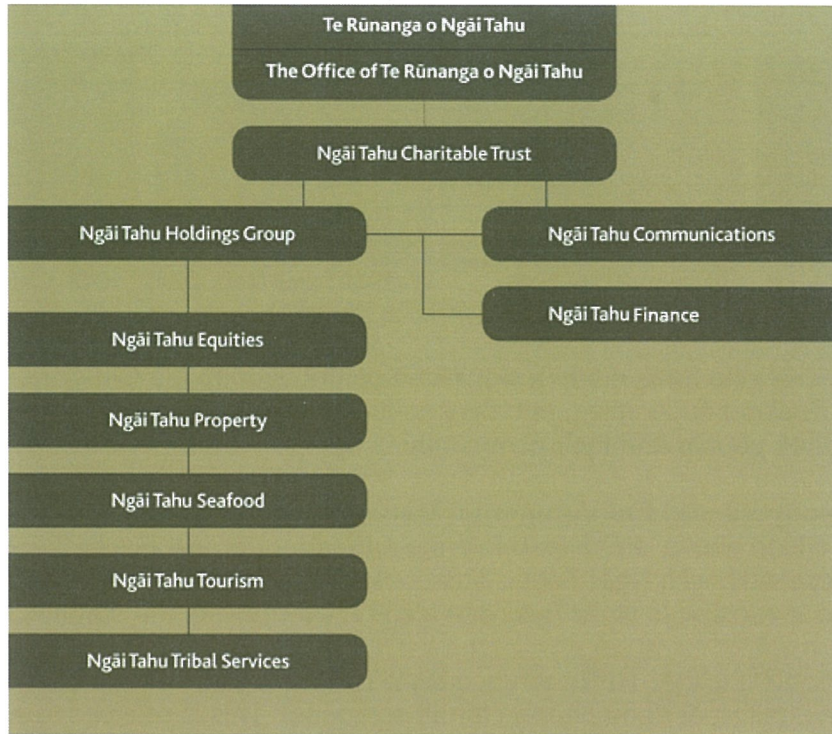 Te Rūnanga o Ngāi Tahu
The Office of Te Rūnanga o Ngāi Tahu
Ngāi Tahu Charitable Trust
Ngāi Tahu Holdings Group
Ngāi Tahu Communications
Ngāi Tahu Finance
Ngāi Tahu Equities
Ngāi Tahu Property
Ngāi Tahu Seafood
Ngāi Tahu Tourism
Ngāi Tahu Tribal Services